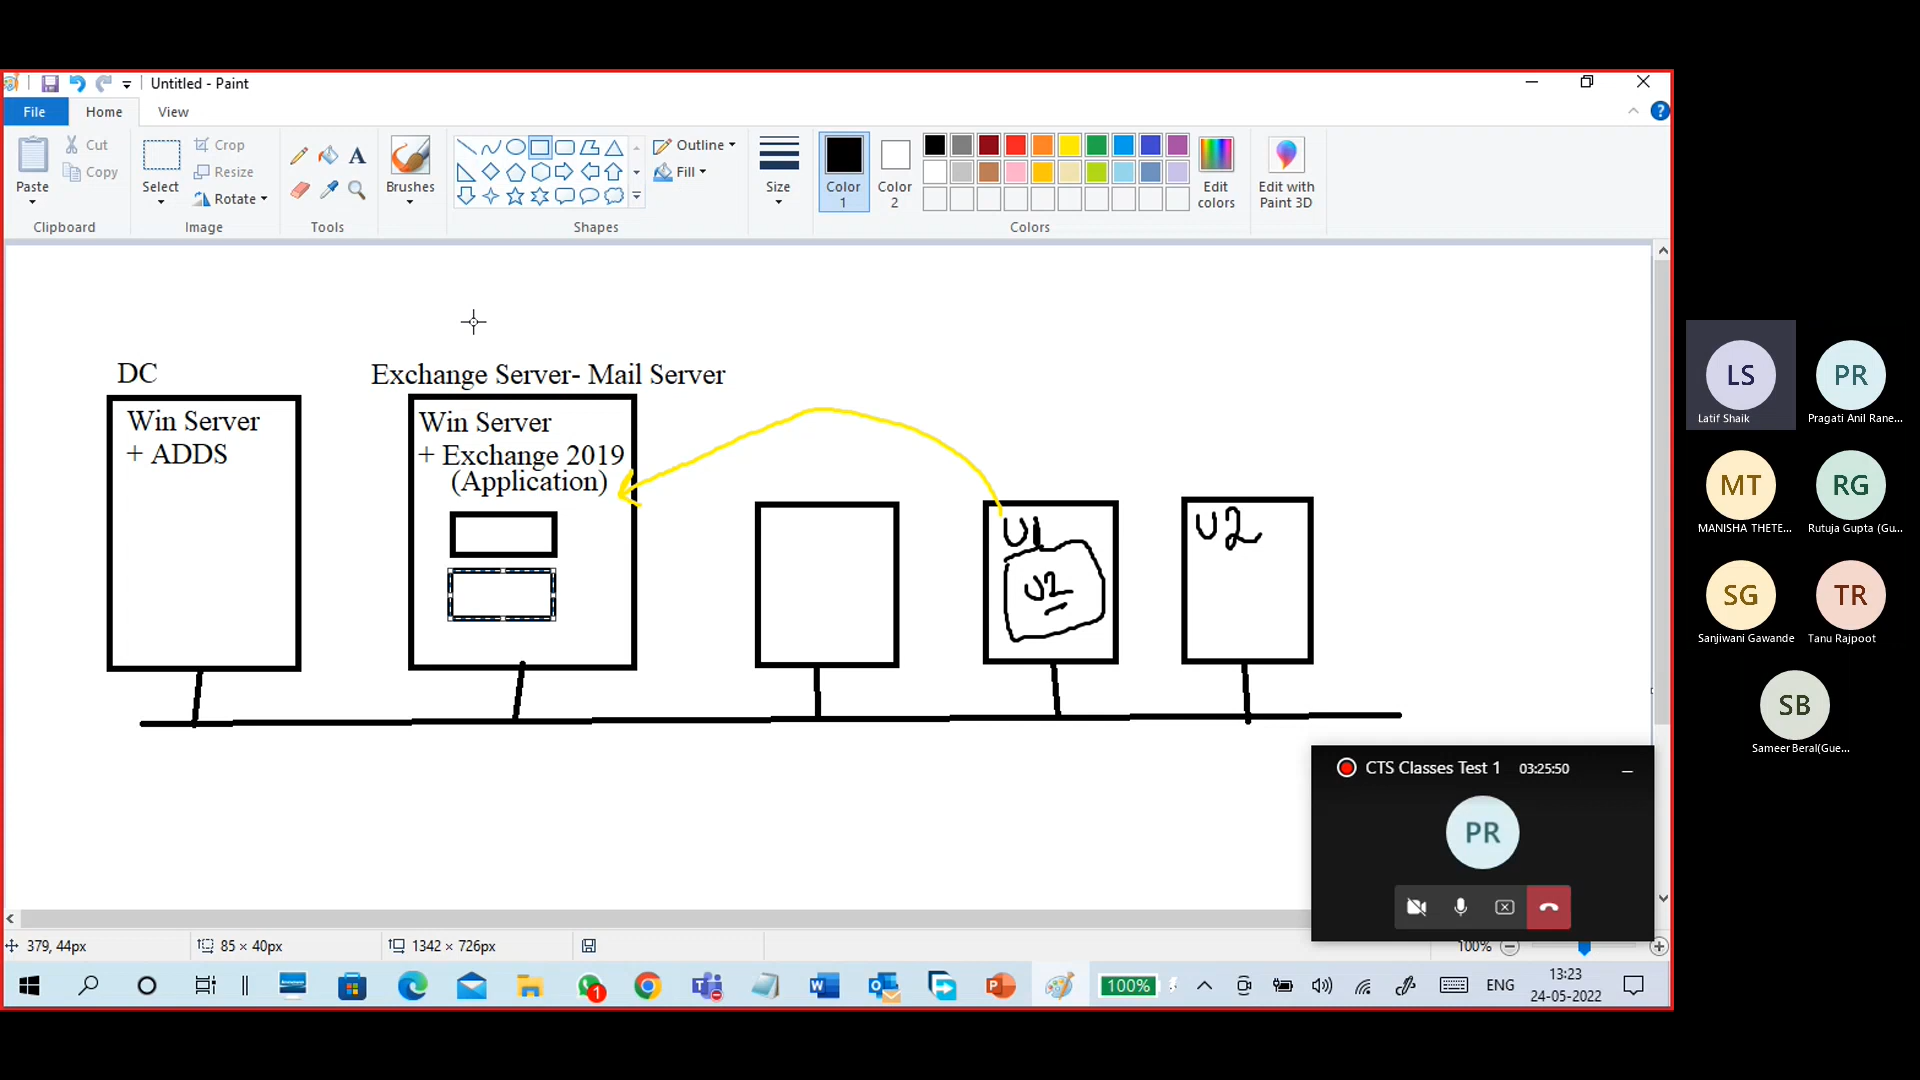 Untitled - Paint
File Home View
Paste
Cut
Copy
Clipboard
Select
Crop
Resize
Rotate
Image
Tools
Brushes
Shapes
Outline
Fill
Size
Color 1
Color 2
Edit colors
Edit with Paint 3D
Colors
DC
Win Server
+ ADDS
Exchange Server- Mail Server
Win Server
+ Exchange 2019
(Application)
U1
U2
U2
CTS Classes Test 1 03:25:50
PR
379, 44px
85 × 40px
1342 × 726px
100%
1
W
100%
ENG
13:23
24-05-2022
LS
Latif Shaik
PR
Pragati Anil Rane...
MT
MANISHA THETE...
RG
Rutuja Gupta (Gu...
SG
Sanjiwani Gawande
TR
Tanu Rajpoot
SB
Sameer Beral(Gue...